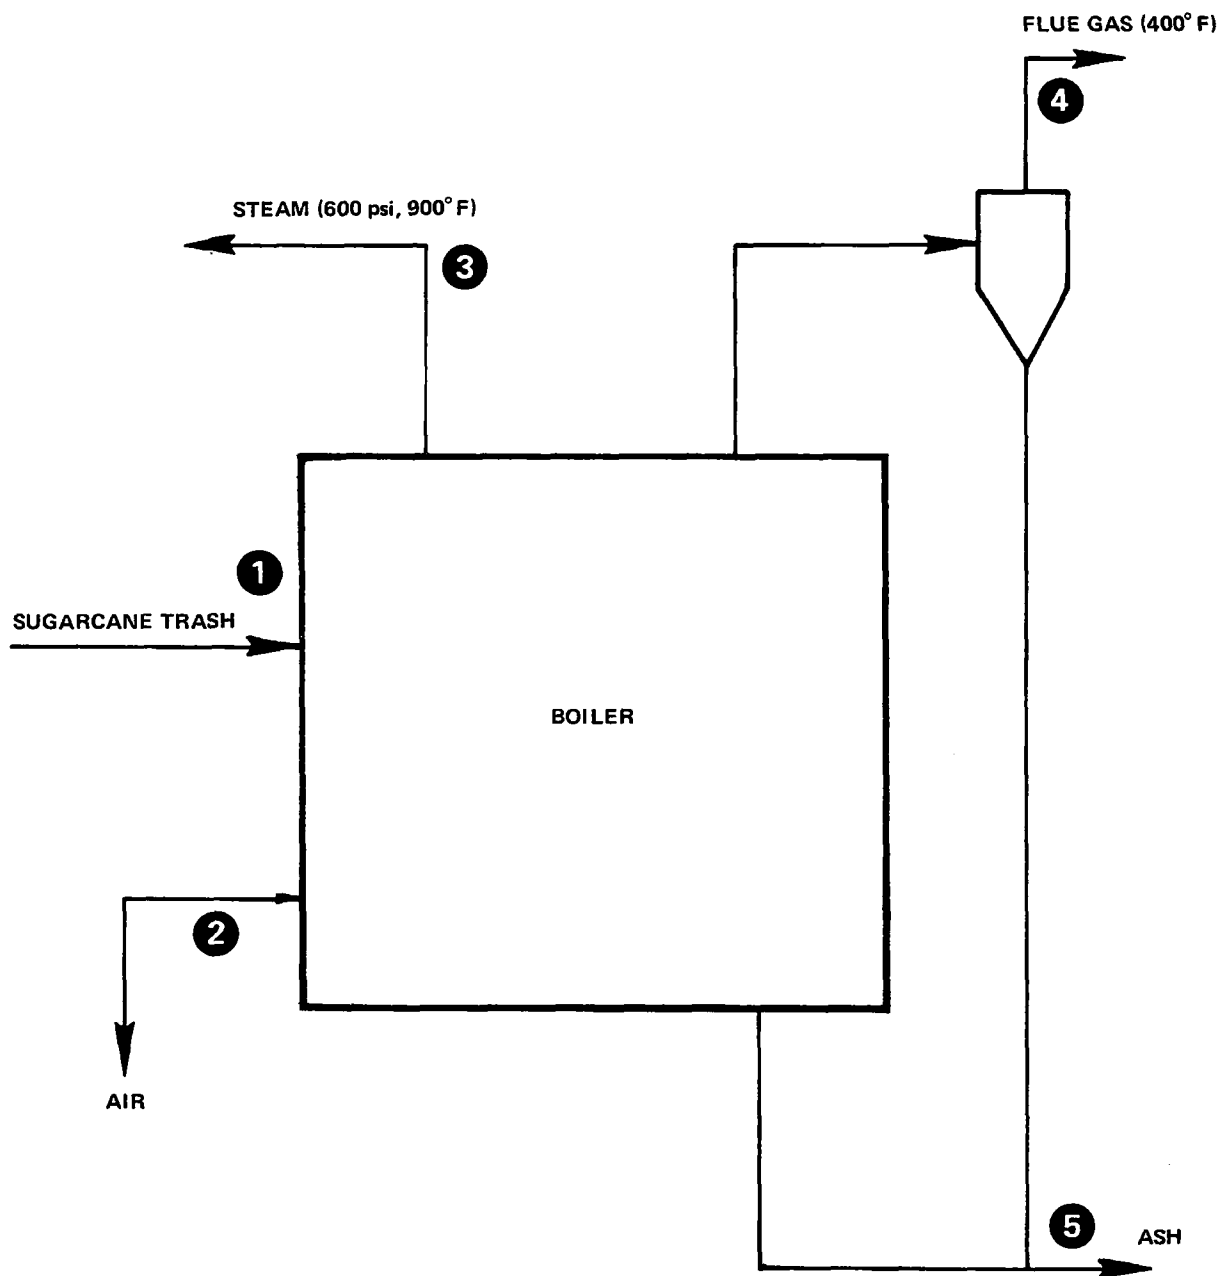 FLUE GAS (400° F)
4
STEAM (600 psi, 900° F)
3
1
SUGARCANE TRASH
BOILER
2
AIR
5
ASH